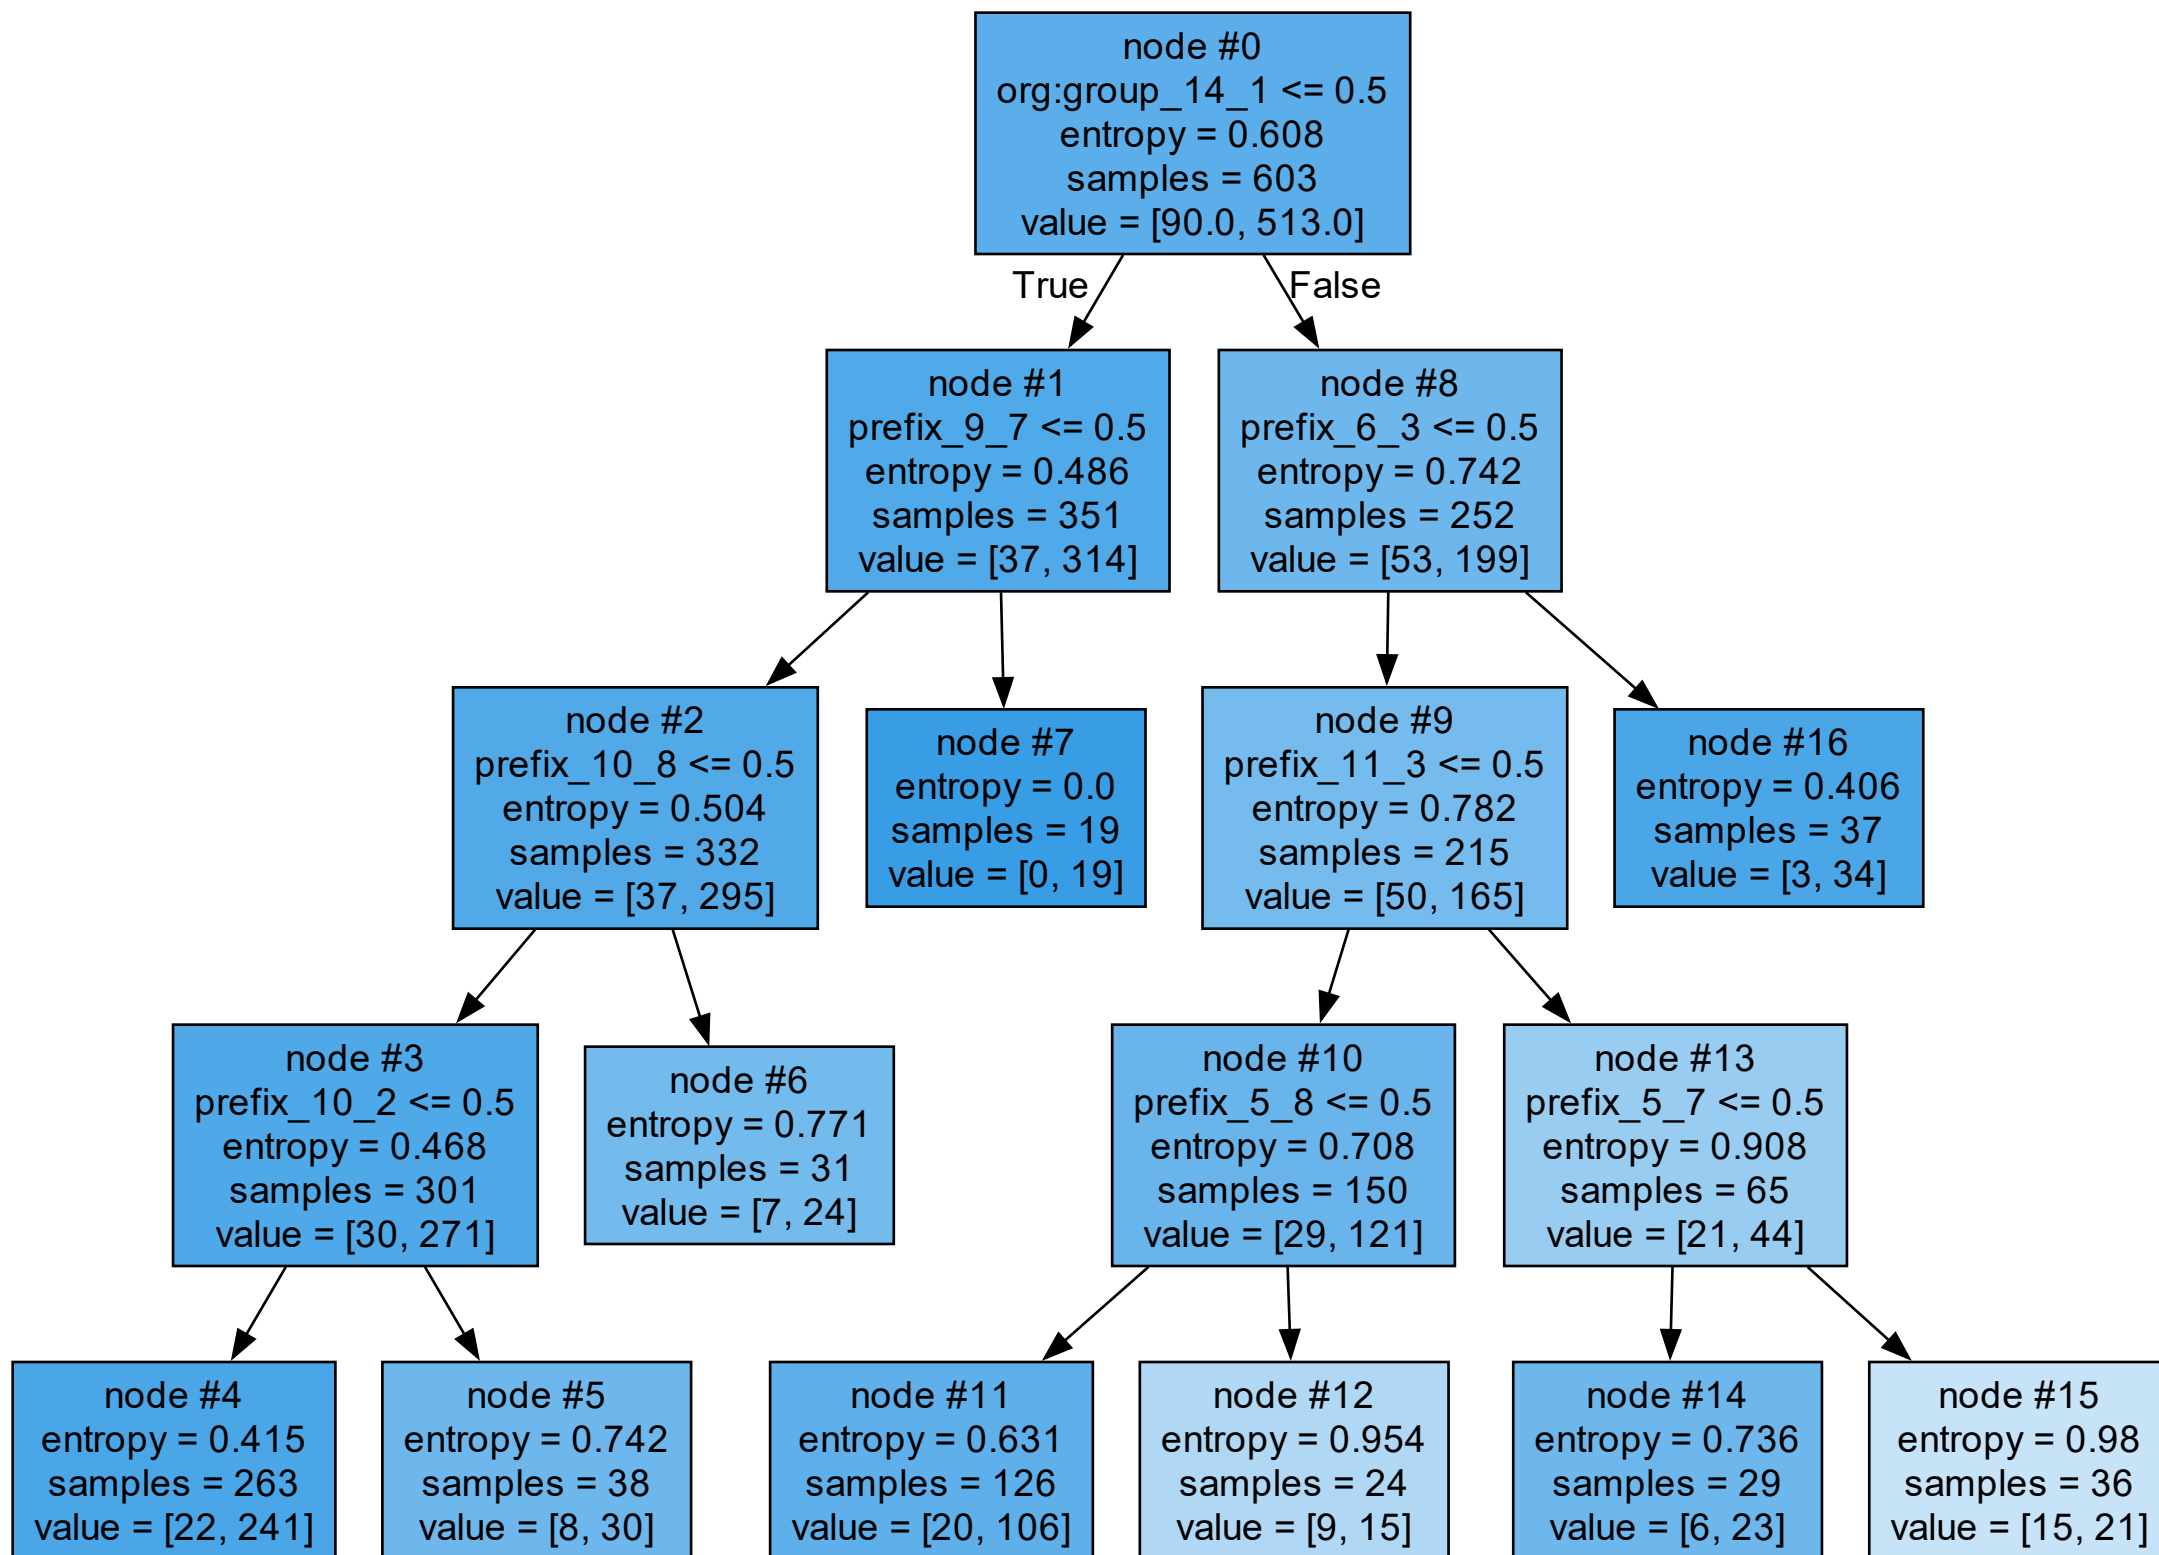 node #0
org:group_14_1 <= 0.5
entropy = 0.608
samples = 603
value = [90.0, 513.0]
True
False
node #1
prefix_9_7 <= 0.5
entropy = 0.486
samples = 351
value = [37, 314]
node #8
prefix_6_3 <= 0.5
entropy = 0.742
samples = 252
value = [53, 199]
node #2
prefix_10_8 <= 0.5
entropy = 0.504
samples = 332
value = [37, 295]
node #7
entropy = 0.0
samples = 19
value = [0, 19]
node #9
prefix_11_3 <= 0.5
entropy = 0.782
samples = 215
value = [50, 165]
node #16
entropy = 0.406
samples = 37
value = [3, 34]
node #3
prefix_10_2 <= 0.5
entropy = 0.468
samples = 301
value = [30, 271]
node #6
entropy = 0.771
samples = 31
value = [7, 24]
node #10
prefix_5_8 <= 0.5
entropy = 0.708
samples = 150
value = [29, 121]
node #13
prefix_5_7 <= 0.5
entropy = 0.908
samples = 65
value = [21, 44]
node #4
entropy = 0.415
samples = 263
value = [22, 241]
node #5
entropy = 0.742
samples = 38
value = [8, 30]
node #11
entropy = 0.631
samples = 126
value = [20, 106]
node #12
entropy = 0.954
samples = 24
value = [9, 15]
node #14
entropy = 0.736
samples = 29
value = [6, 23]
node #15
entropy = 0.98
samples = 36
value = [15, 21]